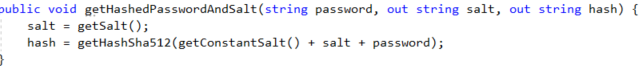 public void getHashedPasswordAndSalt(string password, out string salt, out string hash) {
salt = getSalt();
hash = getHashSha512(getConstantSalt() + salt + password);
}